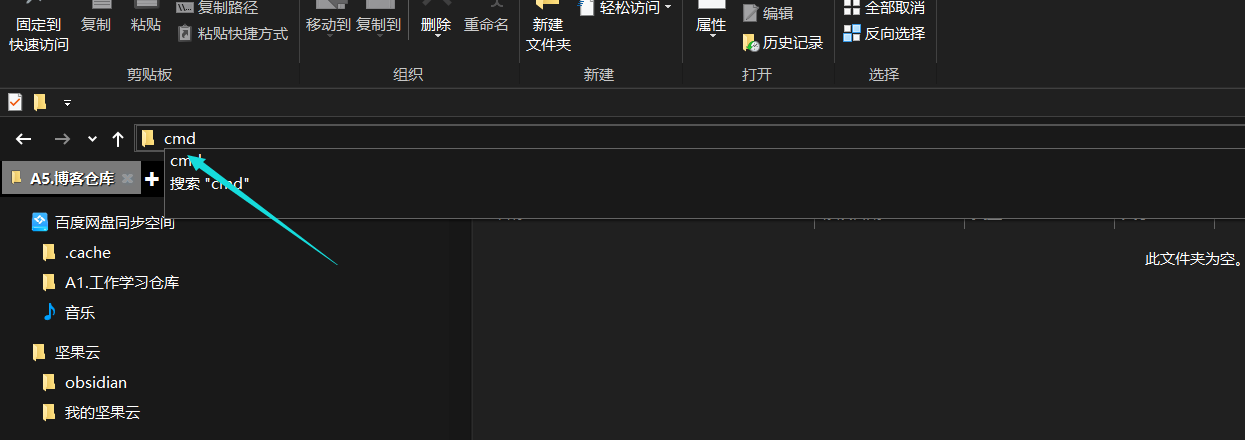 复制路径
全部取消
轻松访问
编辑
固定到
快速访问
复制
粘贴
粘贴快捷方式
移动到
复制到
删除
重命名
新建
文件夹
属性
历史记录
反向选择
剪贴板
组织
新建
打开
选择
cmd
cmd
搜索 "cmd"
A5.博客仓库
百度网盘同步空间
.cache
A1.工作学习仓库
音乐
坚果云
obsidian
我的坚果云
此文件夹为空。